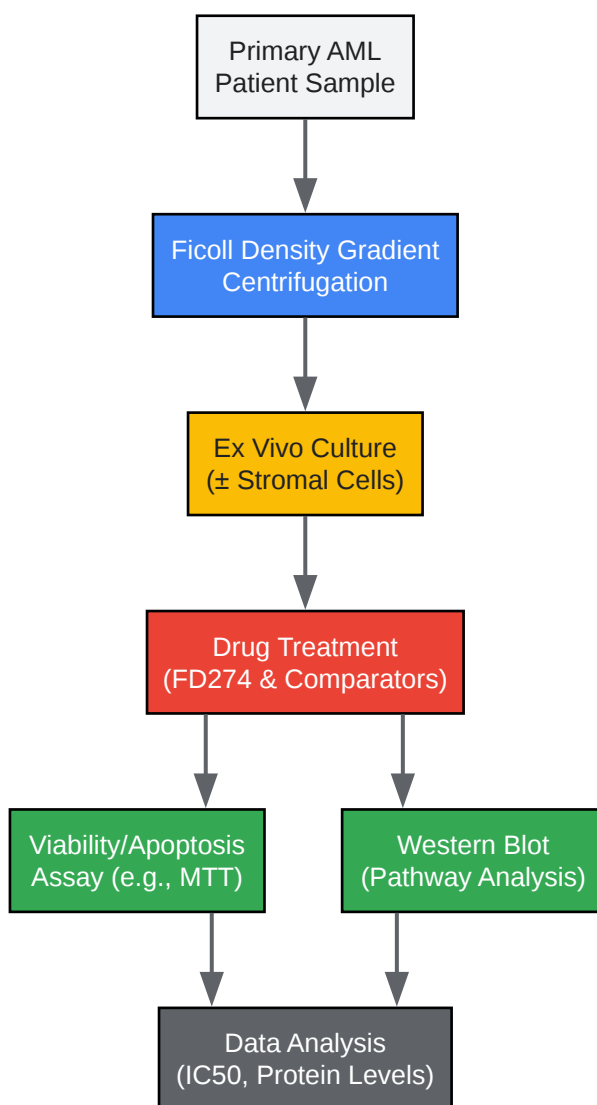 Primary AML
Patient Sample
Ficoll Density Gradient
Centrifugation
Ex Vivo Culture
(± Stromal Cells)
Drug Treatment
(FD274 & Comparators)
Viability/Apoptosis
Assay (e.g., MTT)
Western Blot
(Pathway Analysis)
Data Analysis
(IC50, Protein Levels)